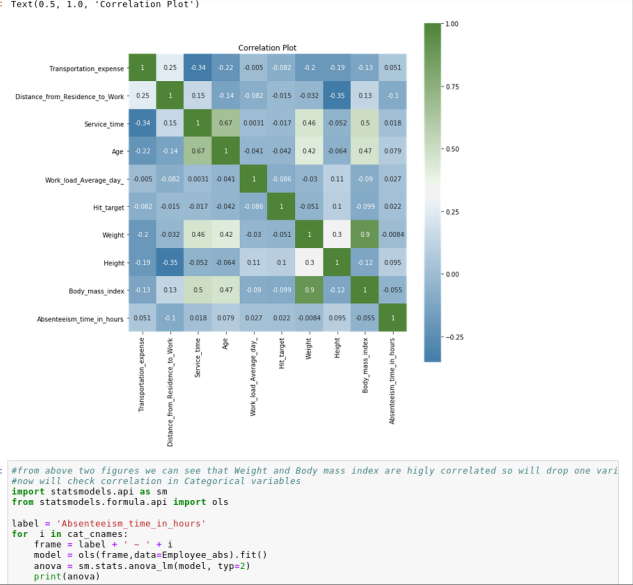 : Text(0.5, 1.0, 'Correlation Plot')
Correlation Plot
Transportation_expense 1 0.25 -0.34 -0.22 -0.005 -0.082 -0.2 -0.19 -0.13 0.051
Distance_from_Residence_to_Work 0.25 1 0.15 -0.14 -0.082 -0.015 -0.032 -0.35 0.13 -0.1
Service_time -0.34 0.15 1 0.67 0.0031 -0.017 0.46 -0.052 0.5 0.018
Age -0.22 -0.14 0.67 1 -0.041 -0.042 0.42 -0.064 0.47 0.079
Work_load_Average_day_ -0.005 -0.082 0.0031 -0.041 1 -0.086 -0.03 0.11 -0.09 0.027
Hit_target -0.082 -0.015 -0.017 -0.042 -0.086 1 -0.051 0.1 -0.099 0.022
Weight -0.2 -0.032 0.46 0.42 -0.03 -0.051 1 0.3 0.9 -0.0084
Height -0.19 -0.35 -0.052 -0.064 0.11 0.1 0.3 1 -0.12 0.095
Body_mass_index -0.13 0.13 0.5 0.47 -0.09 -0.099 0.9 -0.12 1 -0.055
Absenteeism_time_in_hours 0.051 -0.1 0.018 0.079 0.027 0.022 -0.0084 0.095 -0.055 1
Transportation_expense
Distance_from_Residence_to_Work
Service_time
Age
Work_load_Average_day_
Hit_target
Weight
Height
Body_mass_index
Absenteeism_time_in_hours
1.00
0.75
0.50
0.25
0.00
-0.25
: #from above two figures we can see that Weight and Body mass index are higly correlated so will drop one vari
#now will check correlation in Categorical variables
import statsmodels.api as sm
from statsmodels.formula.api import ols
label = 'Absenteeism_time_in_hours'
for i in cat_cnames:
frame = label + ' ~ ' + i
model = ols(frame,data=Employee_abs).fit()
anova = sm.stats.anova_lm(model, typ=2)
print(anova)